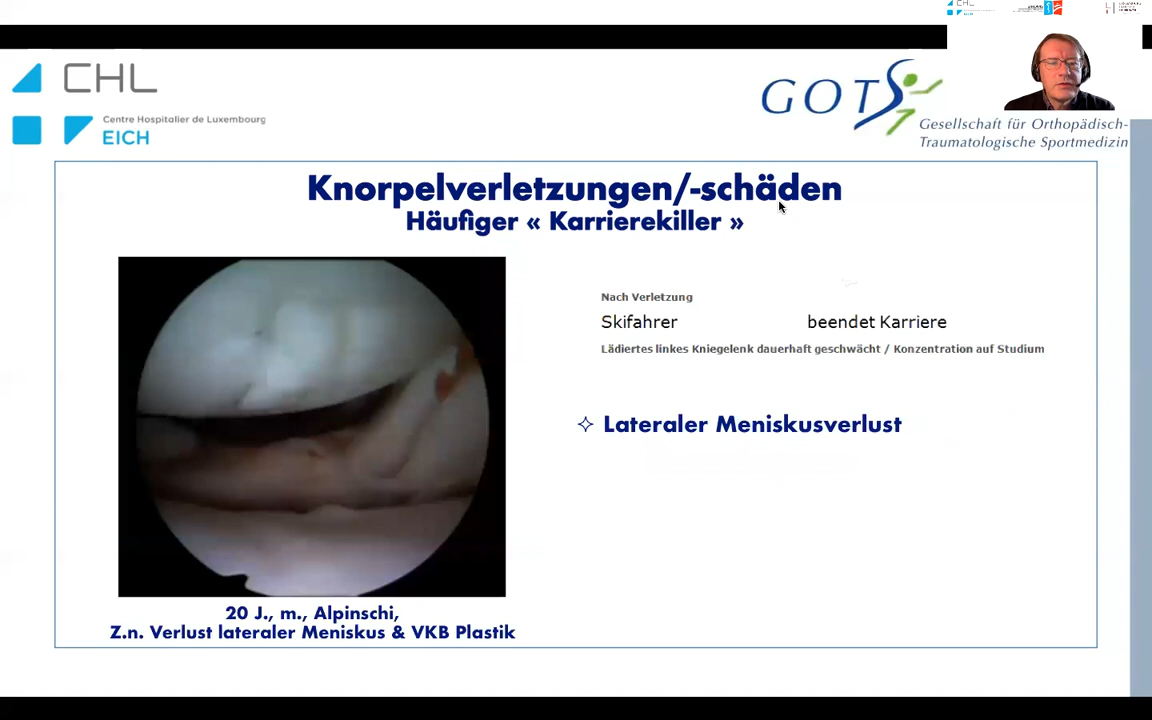 CHL
Centre Hospitalier de Luxembourg
EICH
GOTS
Gesellschaft für Orthopädisch-
Traumatologische Sportmedizin
Knorpelverletzungen/-schäden
Häufiger « Karrierekiller »
Nach Verletzung
Skifahrer beendet Karriere
Lädiertes linkes Kniegelenk dauerhaft geschwächt / Konzentration auf Studium
✧ Lateraler Meniskusverlust
20 J., m., Alpinschi,
Z.n. Verlust lateraler Meniskus & VKB Plastik